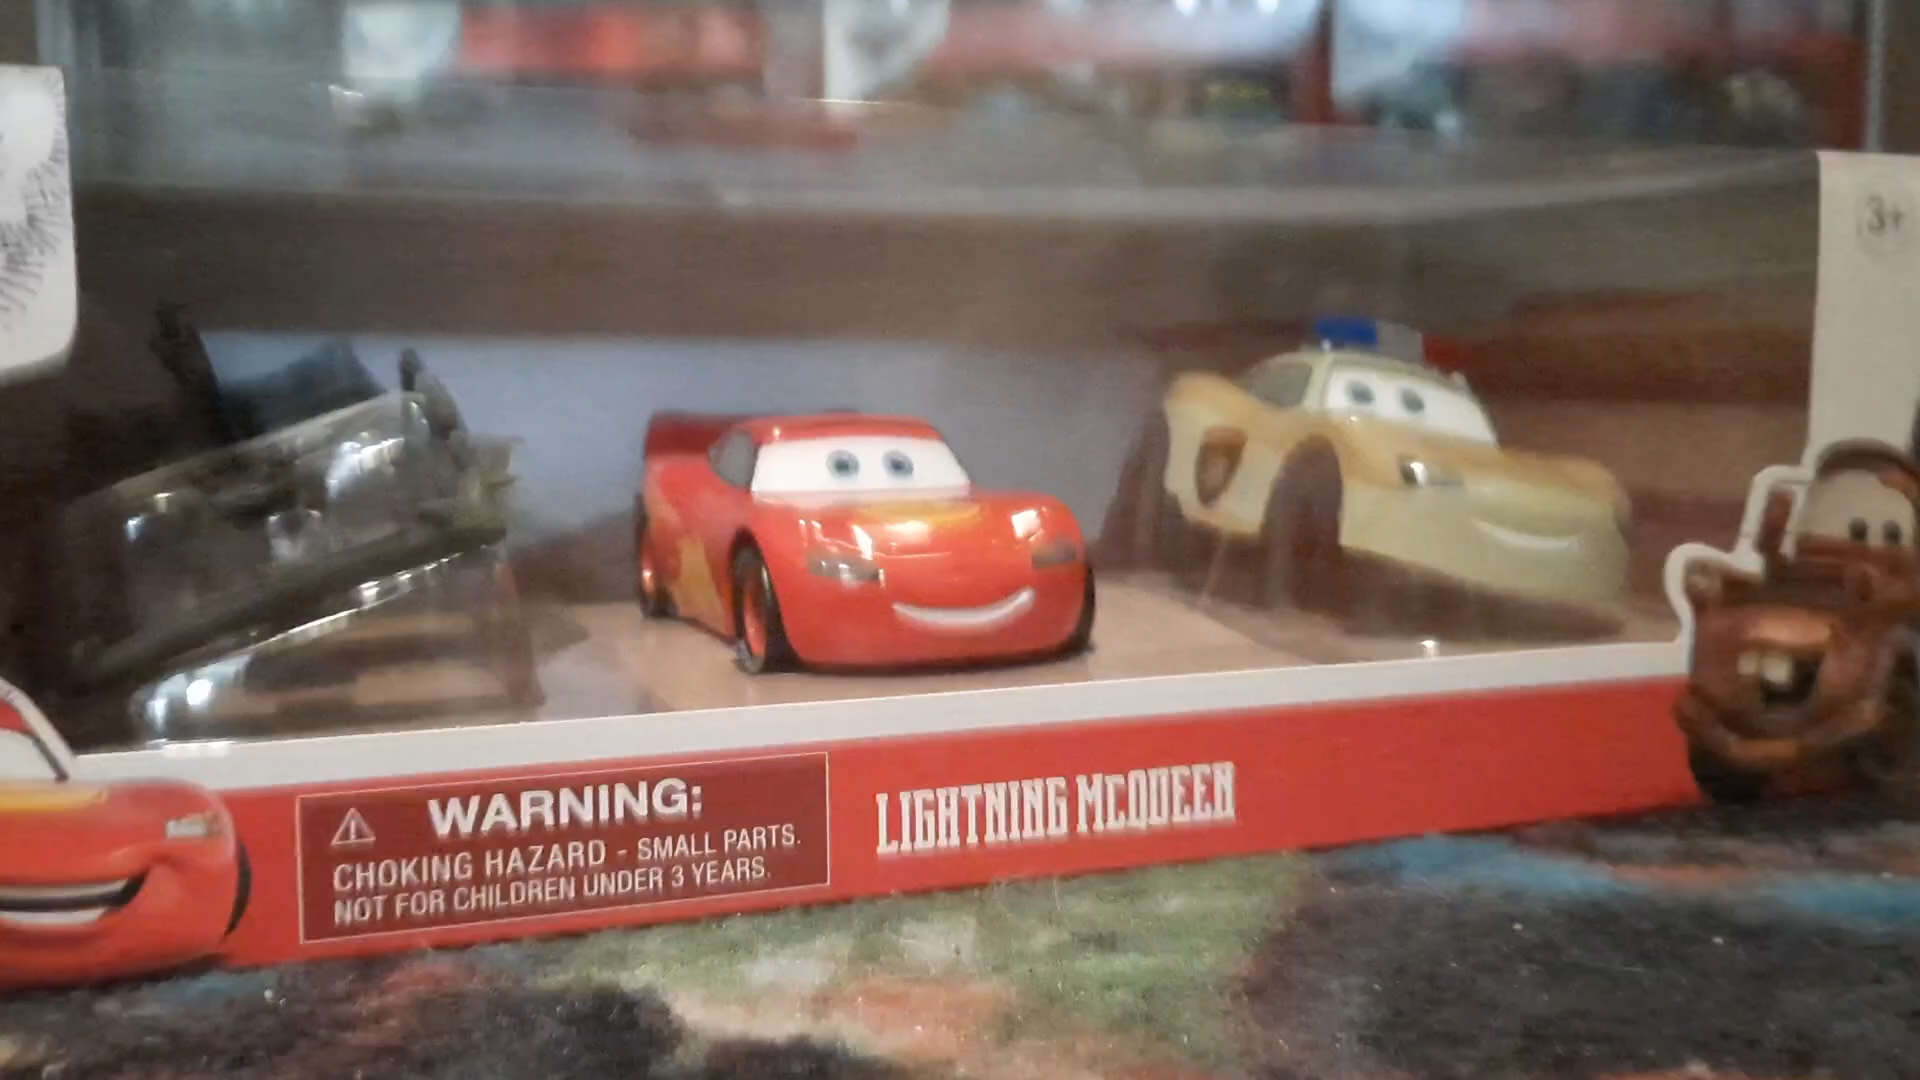 3+
WARNING:
CHOKING HAZARD - SMALL PARTS.
NOT FOR CHILDREN UNDER 3 YEARS.
LIGHTNING MCQUEEN